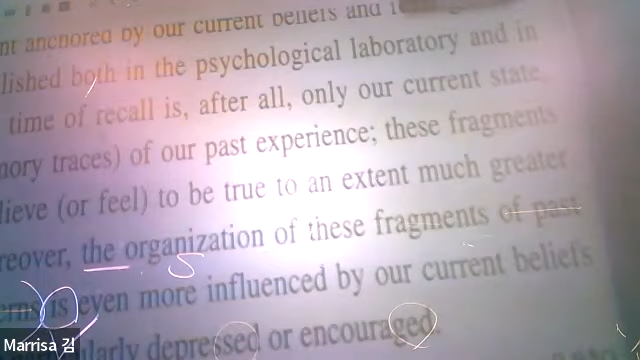 nt anchored by our current beliefs and
lished both in the psychological laboratory and in
time of recall is, after all, only our current state
mory traces) of our past experience; these fragments
lieve (or feel) to be true to an extent much greater
reover, the organization of these fragments of past
erns is even more influenced by our current beliefs
ularly depressed or encouraged.
Marrisa 김